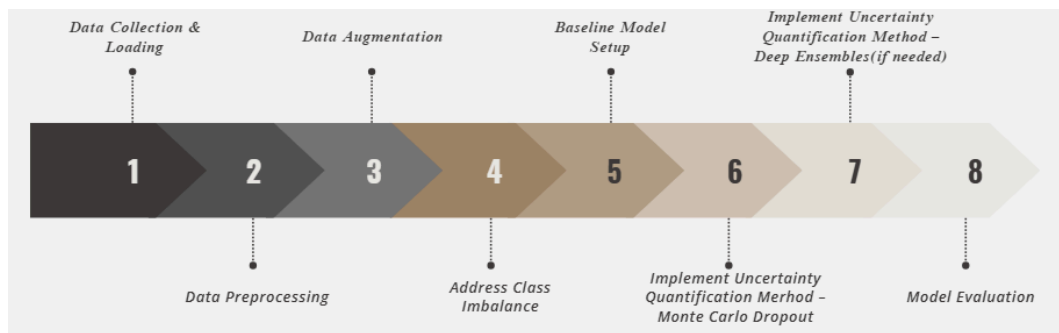 Data Collection &
Loading
Data Augmentation
Baseline Model
Setup
Implement Uncertainty
Quantification Method –
Deep Ensembles(if needed)
1
2
3
4
5
6
7
8
Data Preprocessing
Address Class
Imbalance
Implement Uncertainty
Quantification Merhod –
Monte Carlo Dropout
Model Evaluation